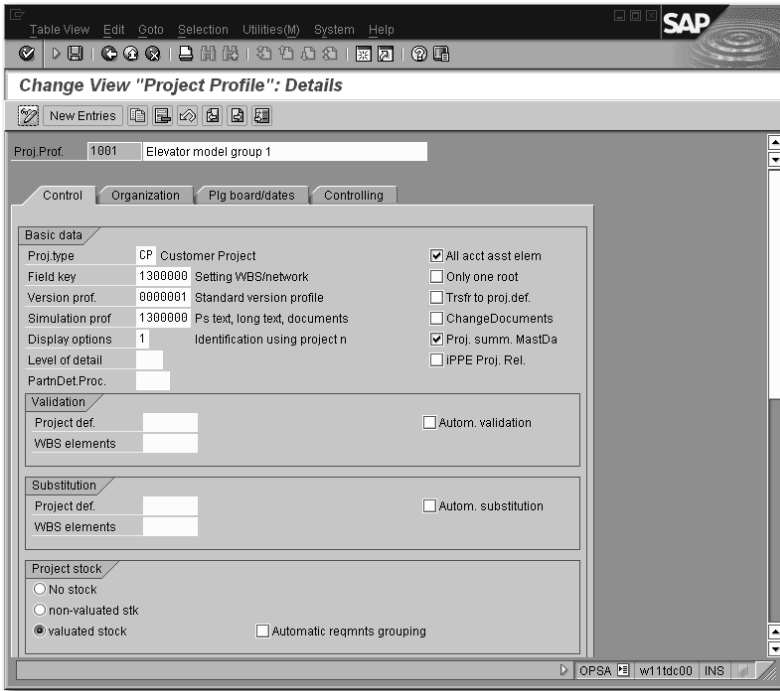 Table View Edit Goto Selection Utilities(M) System Help
SAP
Change View "Project Profile": Details
New Entries
Proj.Prof. 1001 Elevator model group 1
Control Organization Plg board/dates Controlling
Basic data
Proj.type CP Customer Project All acct asst elem
Field key 1300000 Setting WBS/network Only one root
Version prof. 0000001 Standard version profile Trsfr to proj.def.
Simulation prof 1300000 Ps text, long text, documents ChangeDocuments
Display options 1 Identification using project n Proj. summ. MastDa
Level of detail iPPE Proj. Rel.
PartnDet.Proc.
Validation
Project def. Autom. validation
WBS elements
Substitution
Project def. Autom. substitution
WBS elements
Project stock
No stock
non-valuated stk
valuated stock Automatic reqmnts grouping
OPSA w11tdc00 INS